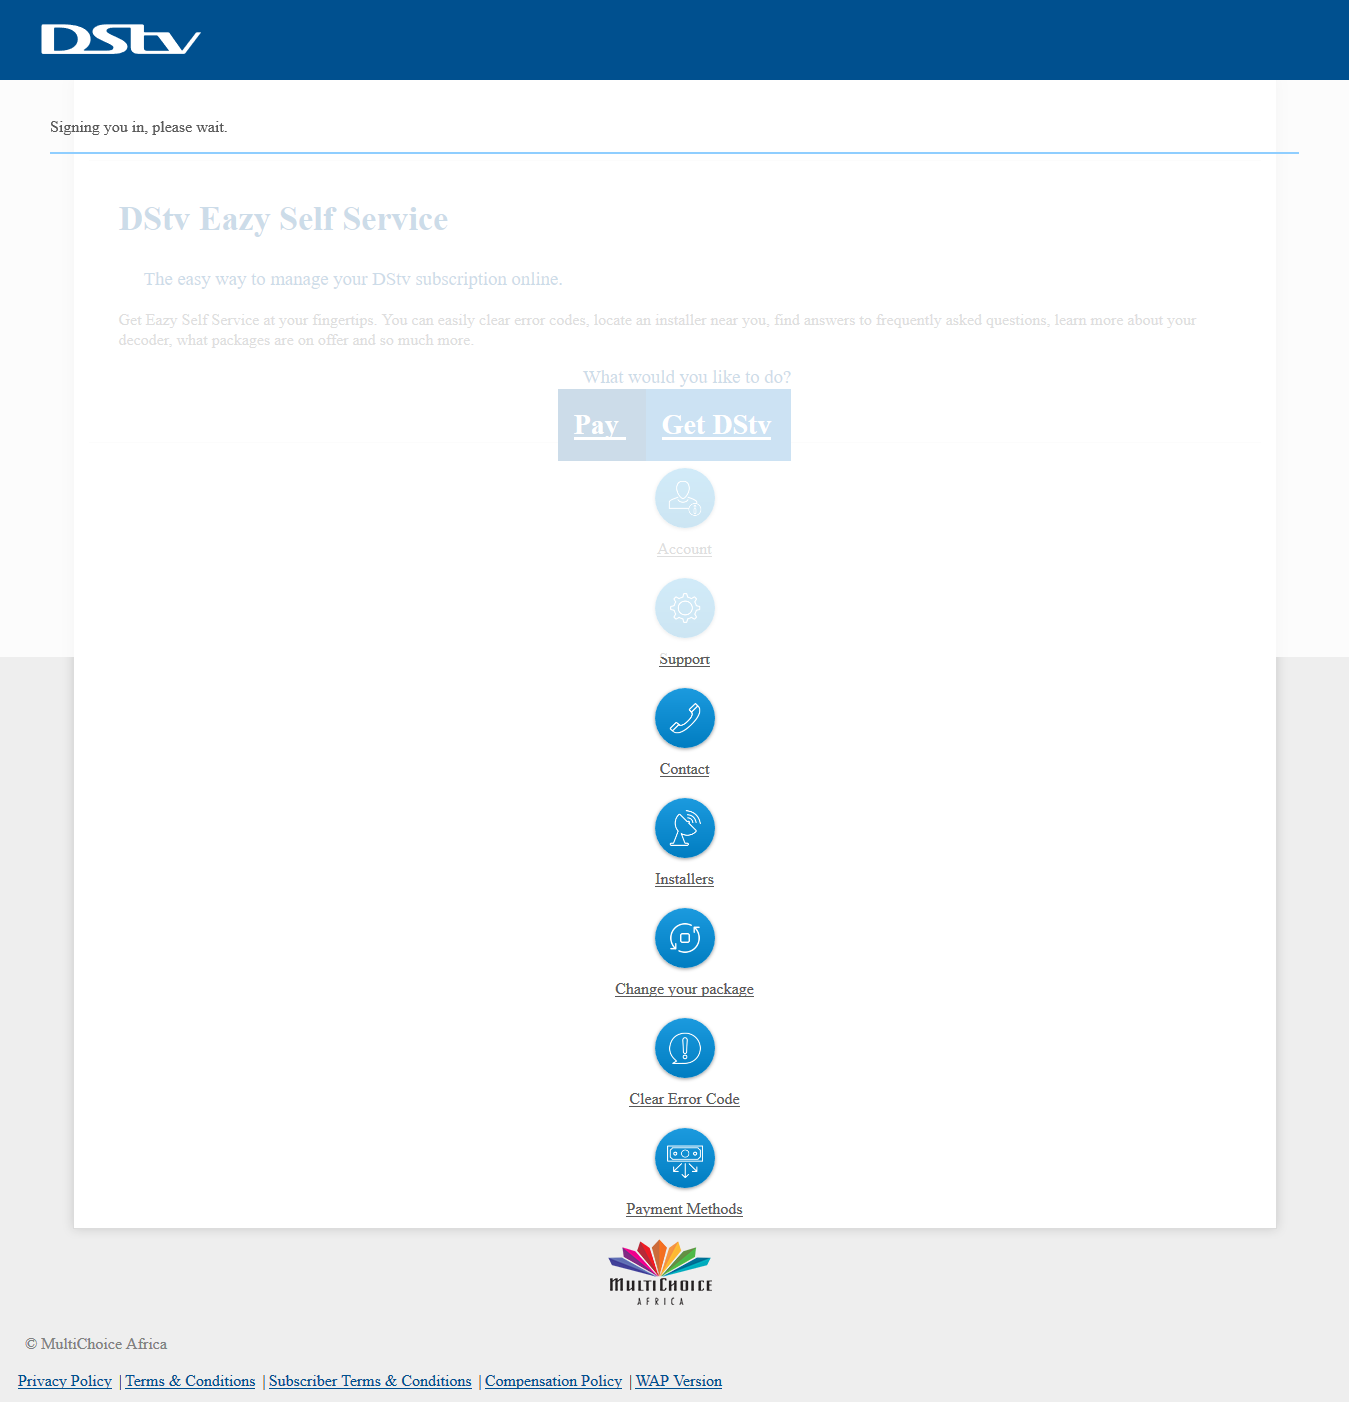 DStv
Signing you in, please wait.
DStv Eazy Self Service
The easy way to manage your DStv subscription online.
Get Eazy Self Service at your fingertips. You can easily clear error codes, locate an installer near you, find answers to frequently asked questions, learn more about your
decoder, what packages are on offer and so much more.
What would you like to do?
Pay Get DStv
Account
Support
Contact
Installers
Change your package
Clear Error Code
Payment Methods
MULTICHOICE
AFRICA
© MultiChoice Africa
Privacy Policy | Terms & Conditions | Subscriber Terms & Conditions | Compensation Policy | WAP Version